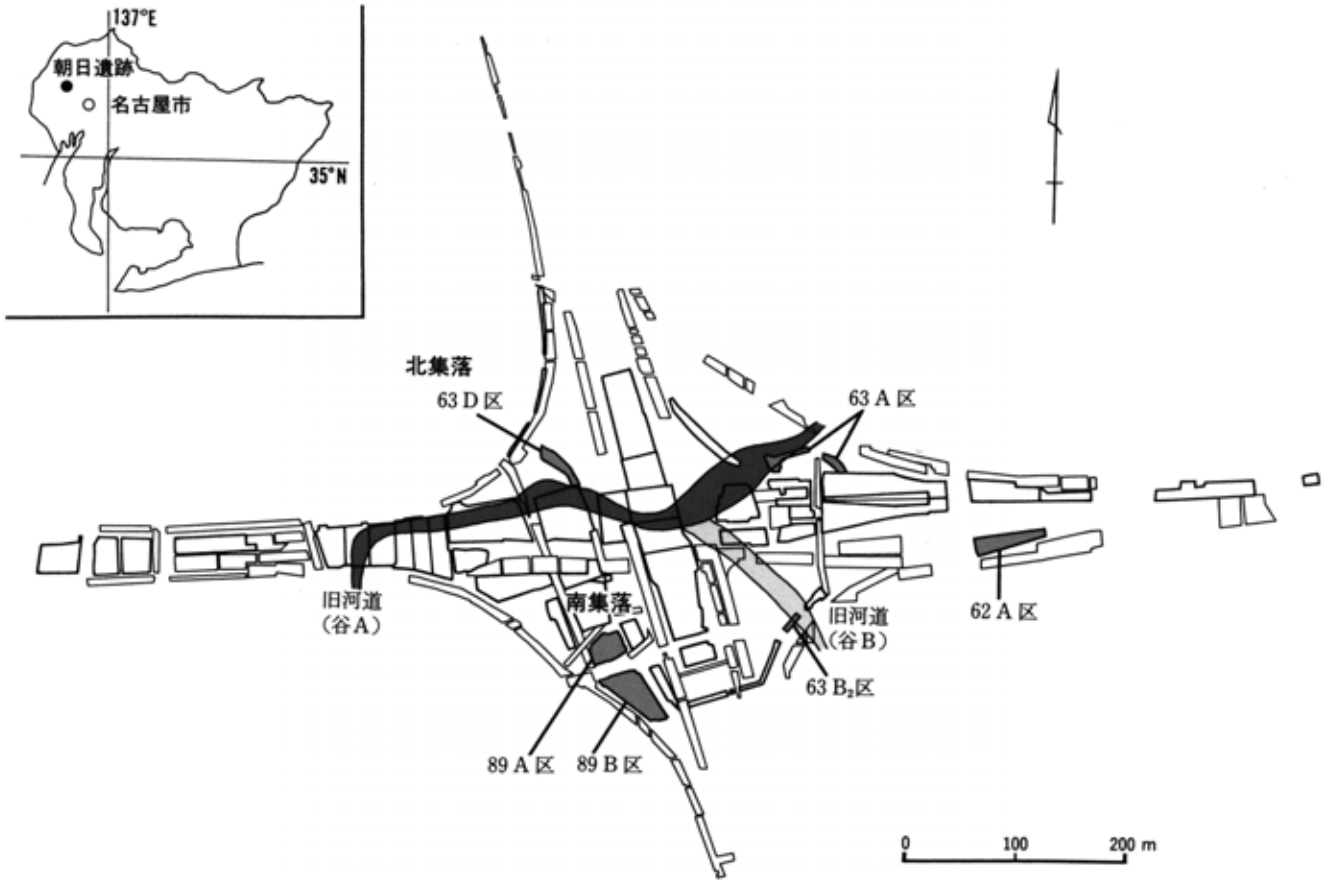 137°E
朝日遺跡
名古屋市
35°N
北集落
63 D 区
63 A 区
旧河道
(谷A)
南集落
旧河道
(谷B)
62 A 区
63 B₂区
89 A 区
89 B 区
0 100 200 m